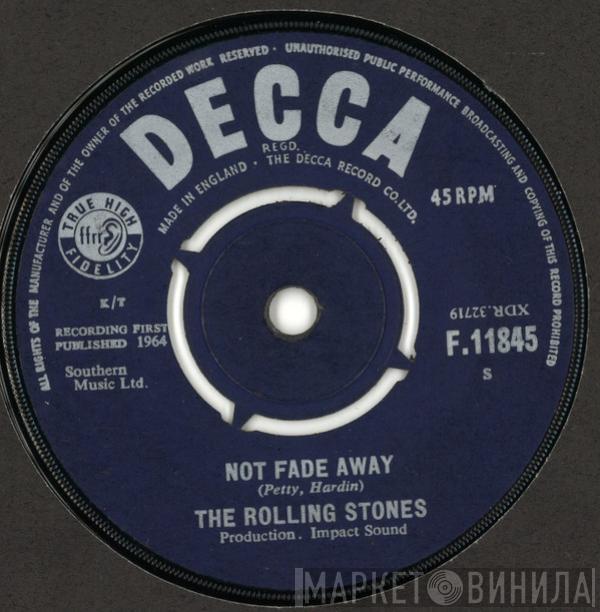 ALL RIGHTS OF THE MANUFACTURER AND OF THE OWNER OF THE RECORDED WORK RESERVED · UNAUTHORISED PUBLIC PERFORMANCE BROADCASTING AND COPYING OF THIS RECORD PROHIBITED
DECCA
REGD.
MADE IN ENGLAND · THE DECCA RECORD CO. LTD.
45 RPM
TRUE HIGH
ffrr
FIDELITY
K/T
RECORDING FIRST
PUBLISHED 1964
Southern
Music Ltd.
XDR.32719
F.11845
S
NOT FADE AWAY
(Petty, Hardin)
THE ROLLING STONES
Production. Impact Sound
МАРКЕТ ВИНИЛА